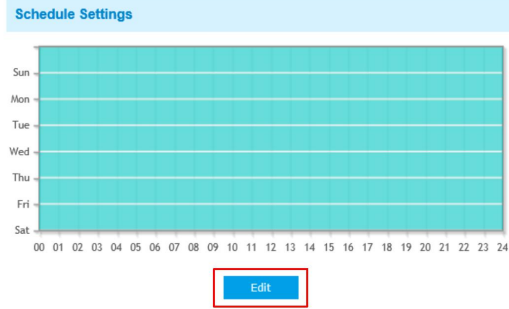 Schedule Settings
Sun
Mon
Tue
Wed
Thu
Fri
Sat
00 01 02 03 04 05 06 07 08 09 10 11 12 13 14 15 16 17 18 19 20 21 22 23 24
Edit